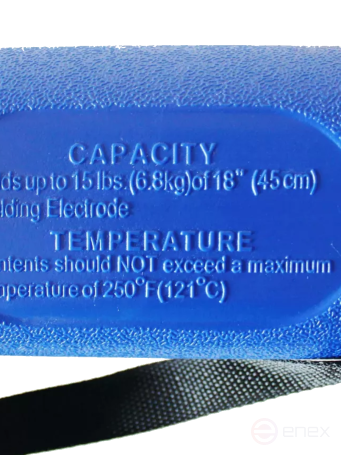 CAPACITY
ds up to 15 lbs. (6.8kg) of 18" (45cm)
lding Electrode
TEMPERATURE
ntents should NOT exceed a maximum
perature of 250°F (121°C)
enex